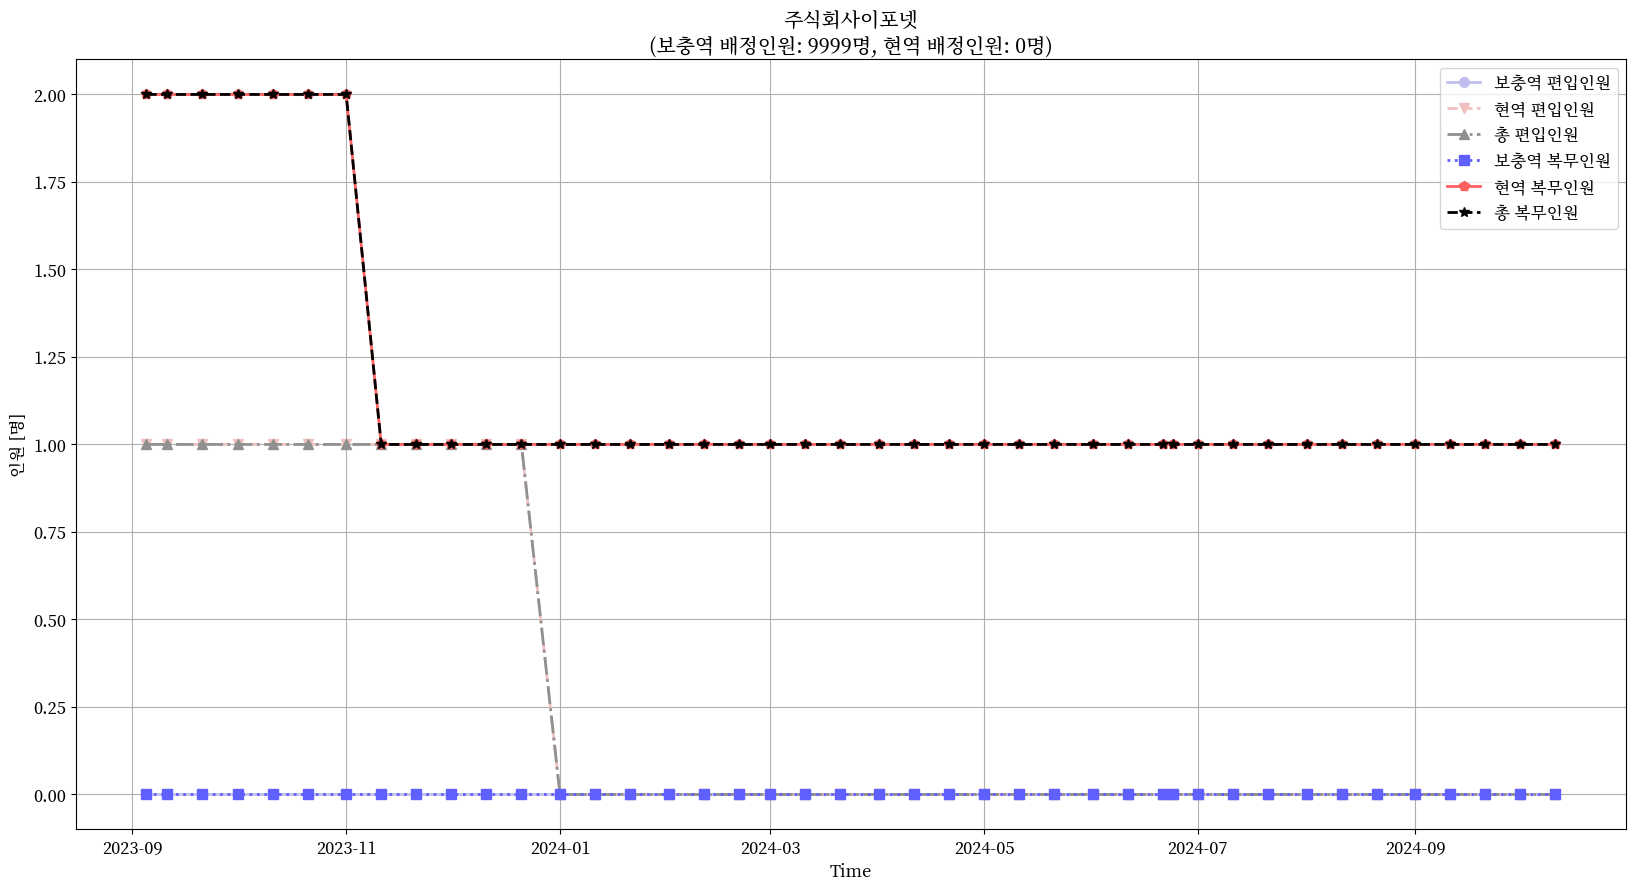 주식회사이포넷
(보충역 배정인원: 9999명, 현역 배정인원: 0명)
보충역 편입인원
현역 편입인원
총 편입인원
보충역 복무인원
현역 복무인원
총 복무인원
인원 [명]
2.00
1.75
1.50
1.25
1.00
0.75
0.50
0.25
0.00
2023-09
2023-11
2024-01
2024-03
2024-05
2024-07
2024-09
Time